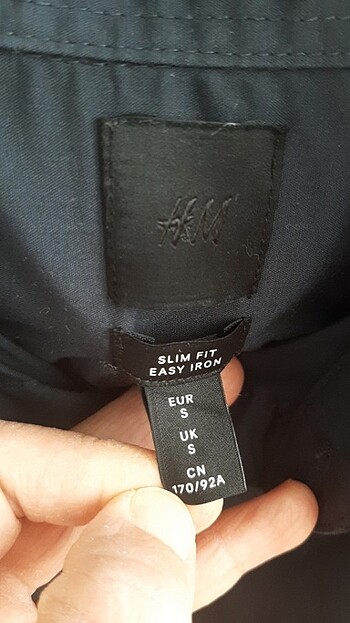 H&M
SLIM FIT
EASY IRON
EUR
S
UK
S
CN
170/92A